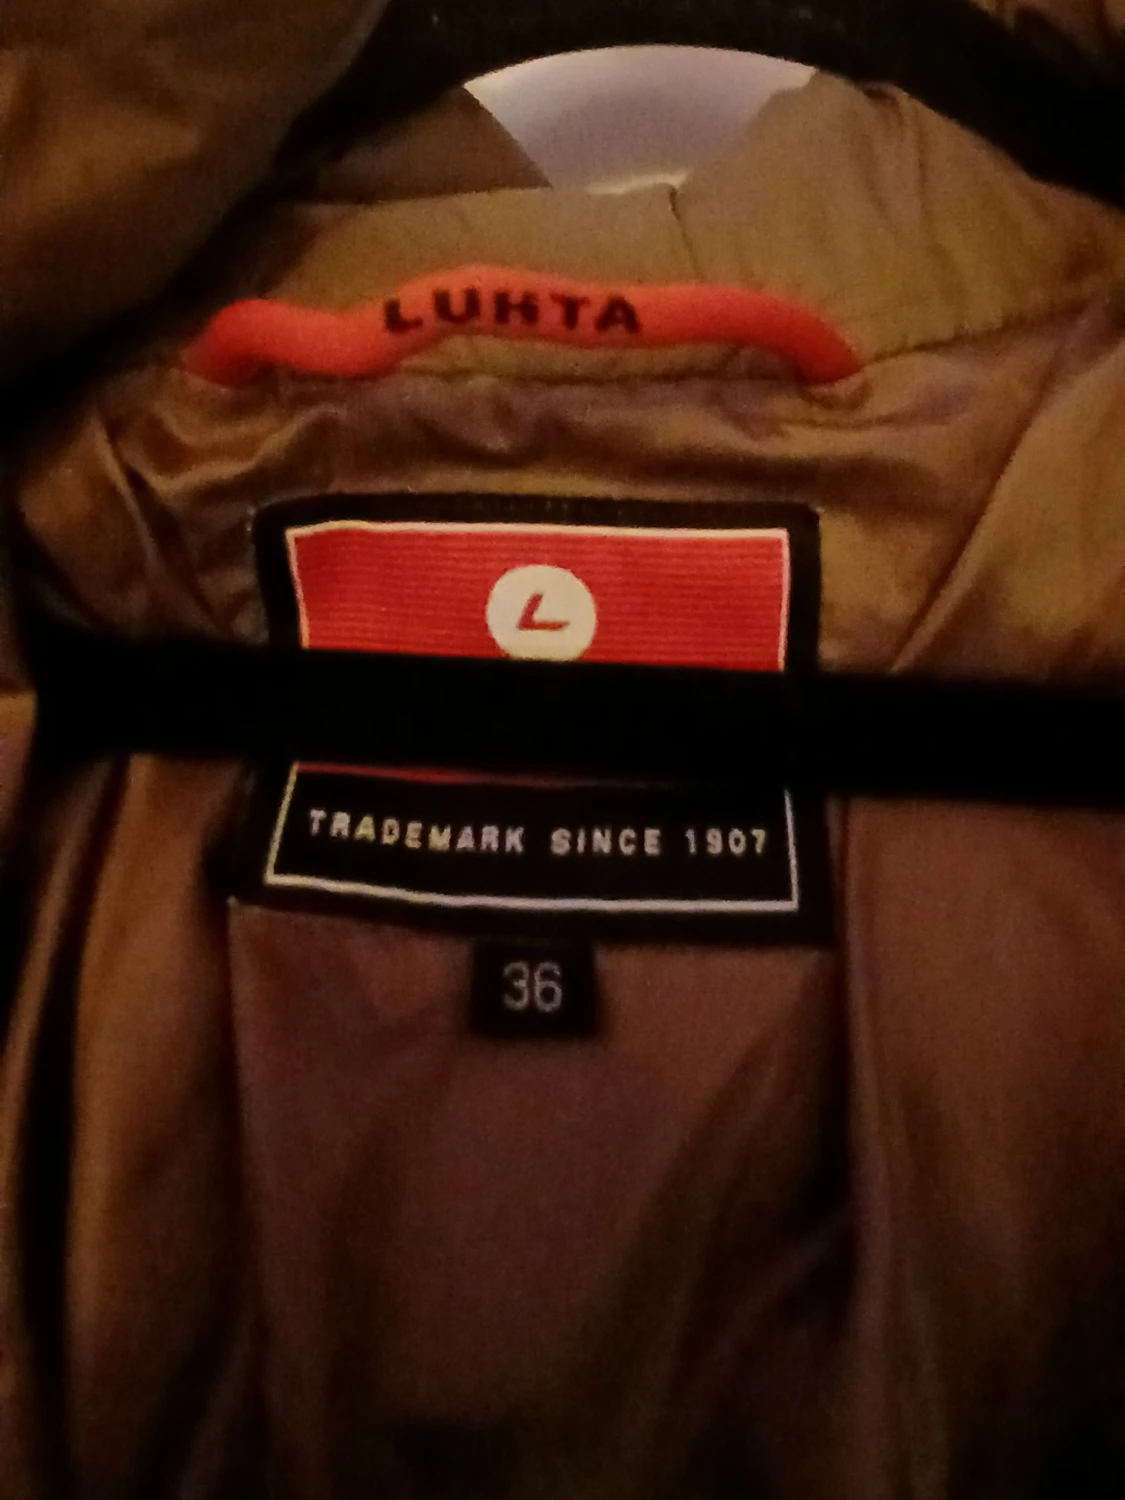 LUHTA
L
TRADEMARK SINCE 1907
36